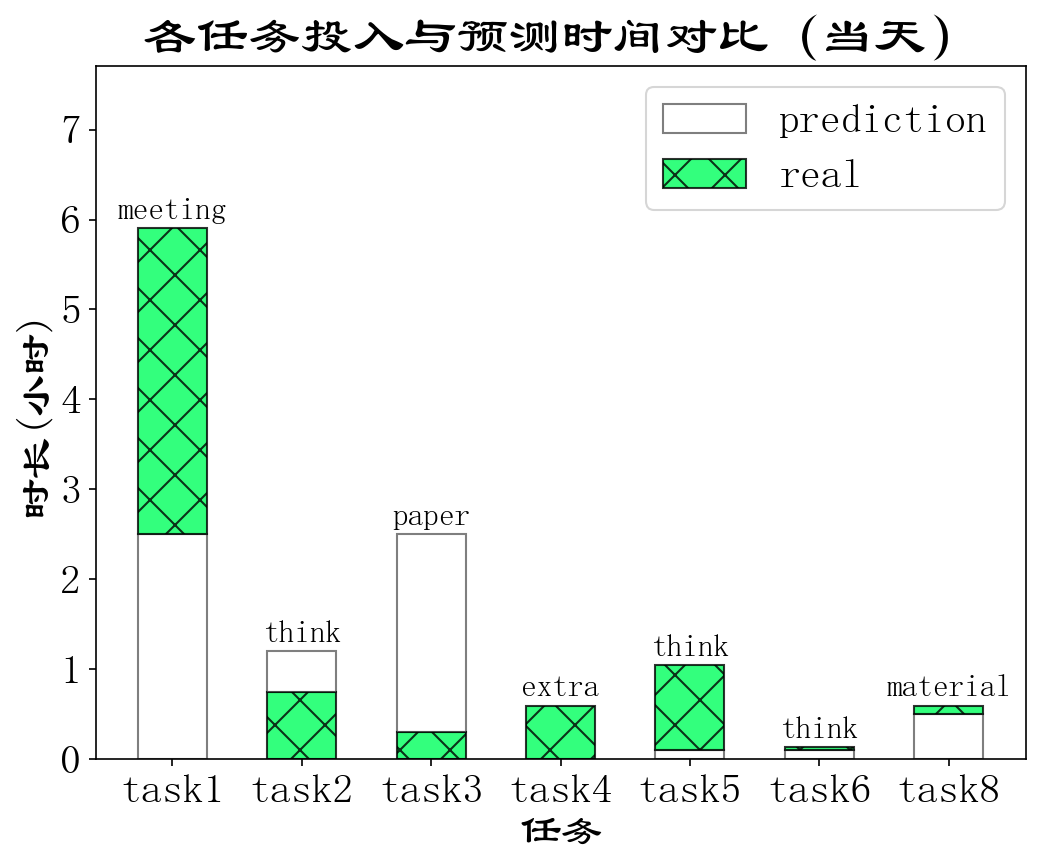 各任务投入与预测时间对比 (当天)
prediction
real
时长(小时)
7
6
5
4
3
2
1
0
meeting
think
paper
extra
think
think
material
task1 task2 task3 task4 task5 task6 task8
任务